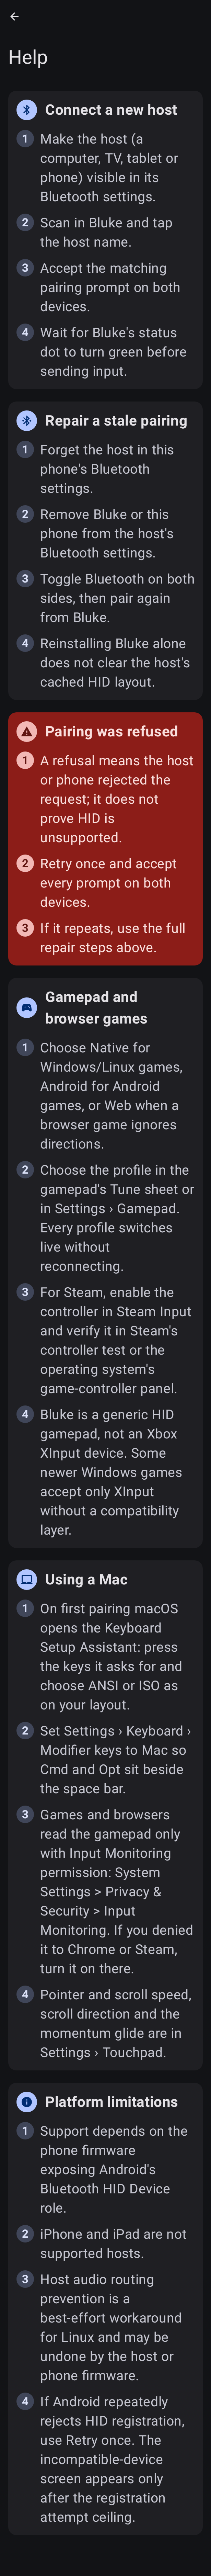 Help
Connect a new host
1 Make the host (a
computer, TV, tablet or
phone) visible in its
Bluetooth settings.
2 Scan in Bluke and tap
the host name.
3 Accept the matching
pairing prompt on both
devices.
4 Wait for Bluke's status
dot to turn green before
sending input.
Repair a stale pairing
1 Forget the host in this
phone's Bluetooth
settings.
2 Remove Bluke or this
phone from the host's
Bluetooth settings.
3 Toggle Bluetooth on both
sides, then pair again
from Bluke.
4 Reinstalling Bluke alone
does not clear the host's
cached HID layout.
Pairing was refused
1 A refusal means the host
or phone rejected the
request; it does not
prove HID is
unsupported.
2 Retry once and accept
every prompt on both
devices.
3 If it repeats, use the full
repair steps above.
Gamepad and
browser games
1 Choose Native for
Windows/Linux games,
Android for Android
games, or Web when a
browser game ignores
directions.
2 Choose the profile in the
gamepad's Tune sheet or
in Settings › Gamepad.
Every profile switches
live without
reconnecting.
3 For Steam, enable the
controller in Steam Input
and verify it in Steam's
controller test or the
operating system's
game-controller panel.
4 Bluke is a generic HID
gamepad, not an Xbox
XInput device. Some
newer Windows games
accept only XInput
without a compatibility
layer.
Using a Mac
1 On first pairing macOS
opens the Keyboard
Setup Assistant: press
the keys it asks for and
choose ANSI or ISO as
on your layout.
2 Set Settings › Keyboard ›
Modifier keys to Mac so
Cmd and Opt sit beside
the space bar.
3 Games and browsers
read the gamepad only
with Input Monitoring
permission: System
Settings > Privacy &
Security > Input
Monitoring. If you denied
it to Chrome or Steam,
turn it on there.
4 Pointer and scroll speed,
scroll direction and the
momentum glide are in
Settings › Touchpad.
Platform limitations
1 Support depends on the
phone firmware
exposing Android's
Bluetooth HID Device
role.
2 iPhone and iPad are not
supported hosts.
3 Host audio routing
prevention is a
best-effort workaround
for Linux and may be
undone by the host or
phone firmware.
4 If Android repeatedly
rejects HID registration,
use Retry once. The
incompatible-device
screen appears only
after the registration
attempt ceiling.